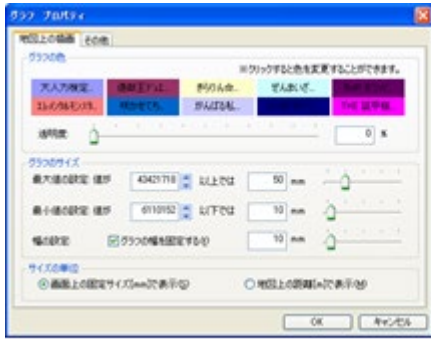 グラフ プロパティ
地図上の描画 その他
グラフの色
※クリックすると色を変更することができます。
透明度 0 %
グラフのサイズ
最大値の設定 値が 43421718 以上では 50 mm
最小値の設定 値が 6110152 以下では 10 mm
幅の設定 グラフの幅を固定する 10 mm
サイズの単位
画面上の固定サイズ[mm]で表示(S) 地図上の距離[m]で表示(M)
OK キャンセル